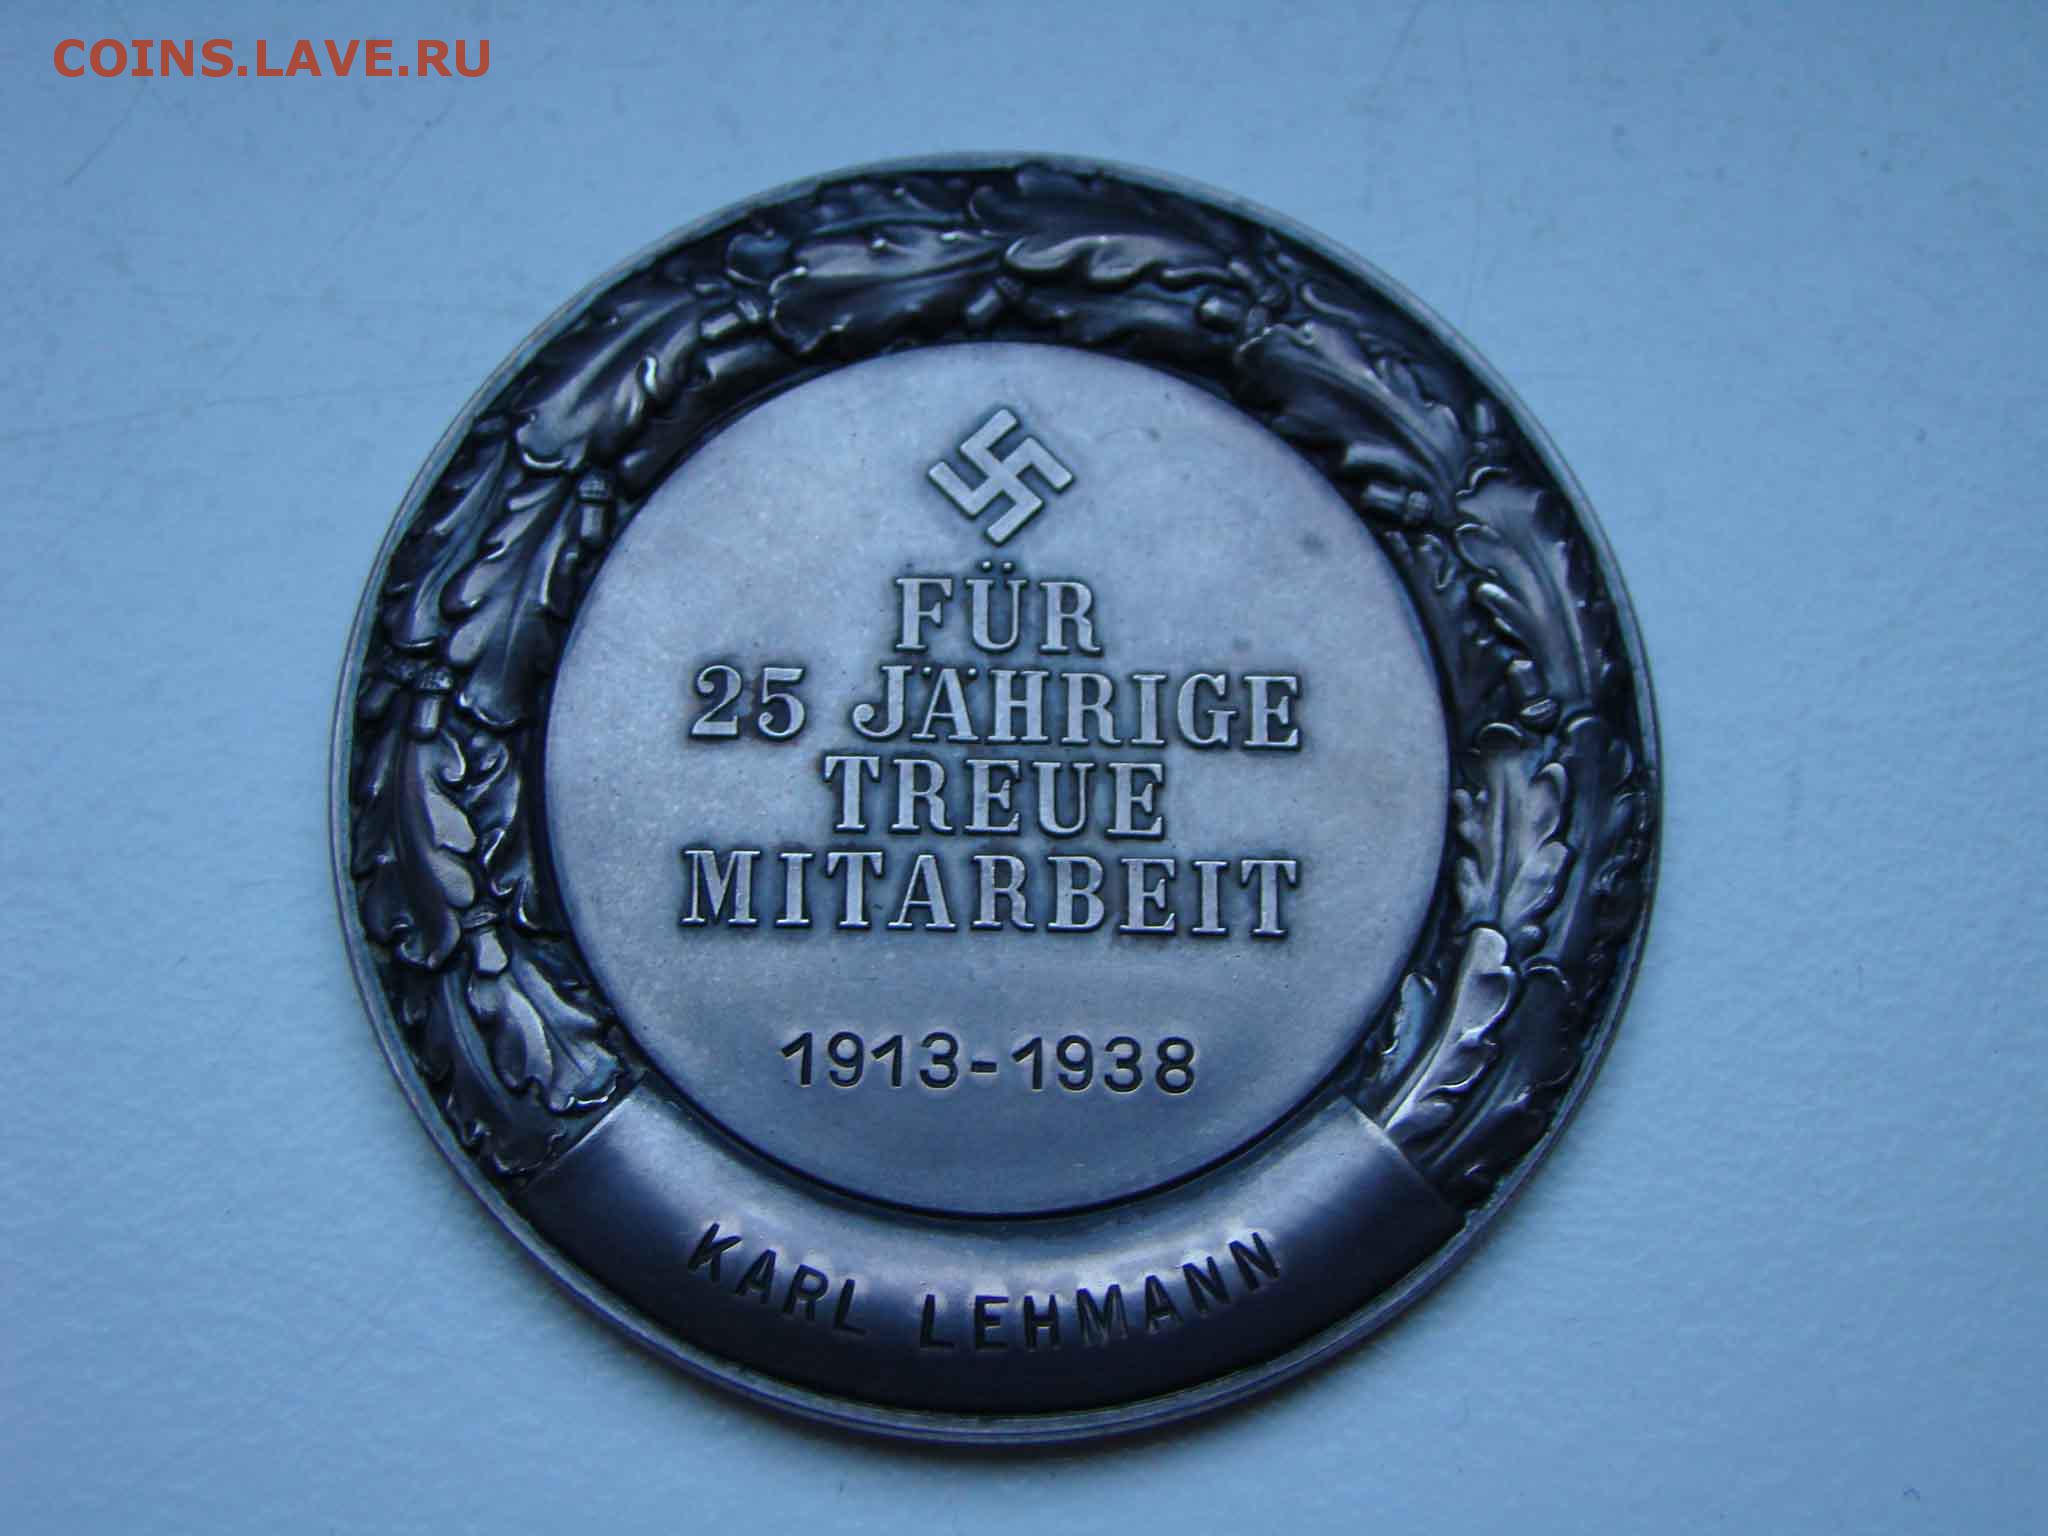 COINS.LAVE.RU
FÜR
25 JÄHRIGE
TREUE
MITARBEIT
1913-1938
KARL LEHMANN